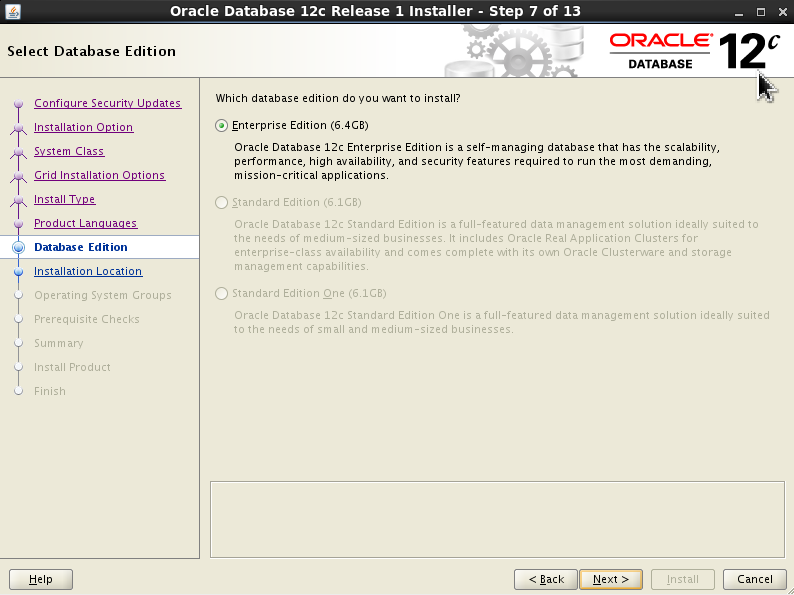 Oracle Database 12c Release 1 Installer - Step 7 of 13
Select Database Edition
ORACLE®
DATABASE
12c
Configure Security Updates
Installation Option
System Class
Grid Installation Options
Install Type
Product Languages
Database Edition
Installation Location
Operating System Groups
Prerequisite Checks
Summary
Install Product
Finish
Which database edition do you want to install?
Enterprise Edition (6.4GB)
Oracle Database 12c Enterprise Edition is a self-managing database that has the scalability,
performance, high availability, and security features required to run the most demanding,
mission-critical applications.
Standard Edition (6.1GB)
Oracle Database 12c Standard Edition is a full-featured data management solution ideally suited to
the needs of medium-sized businesses. It includes Oracle Real Application Clusters for
enterprise-class availability and comes complete with its own Oracle Clusterware and storage
management capabilities.
Standard Edition One (6.1GB)
Oracle Database 12c Standard Edition One is a full-featured data management solution ideally suited
to the needs of small and medium-sized businesses.
Help
< Back
Next >
Install
Cancel